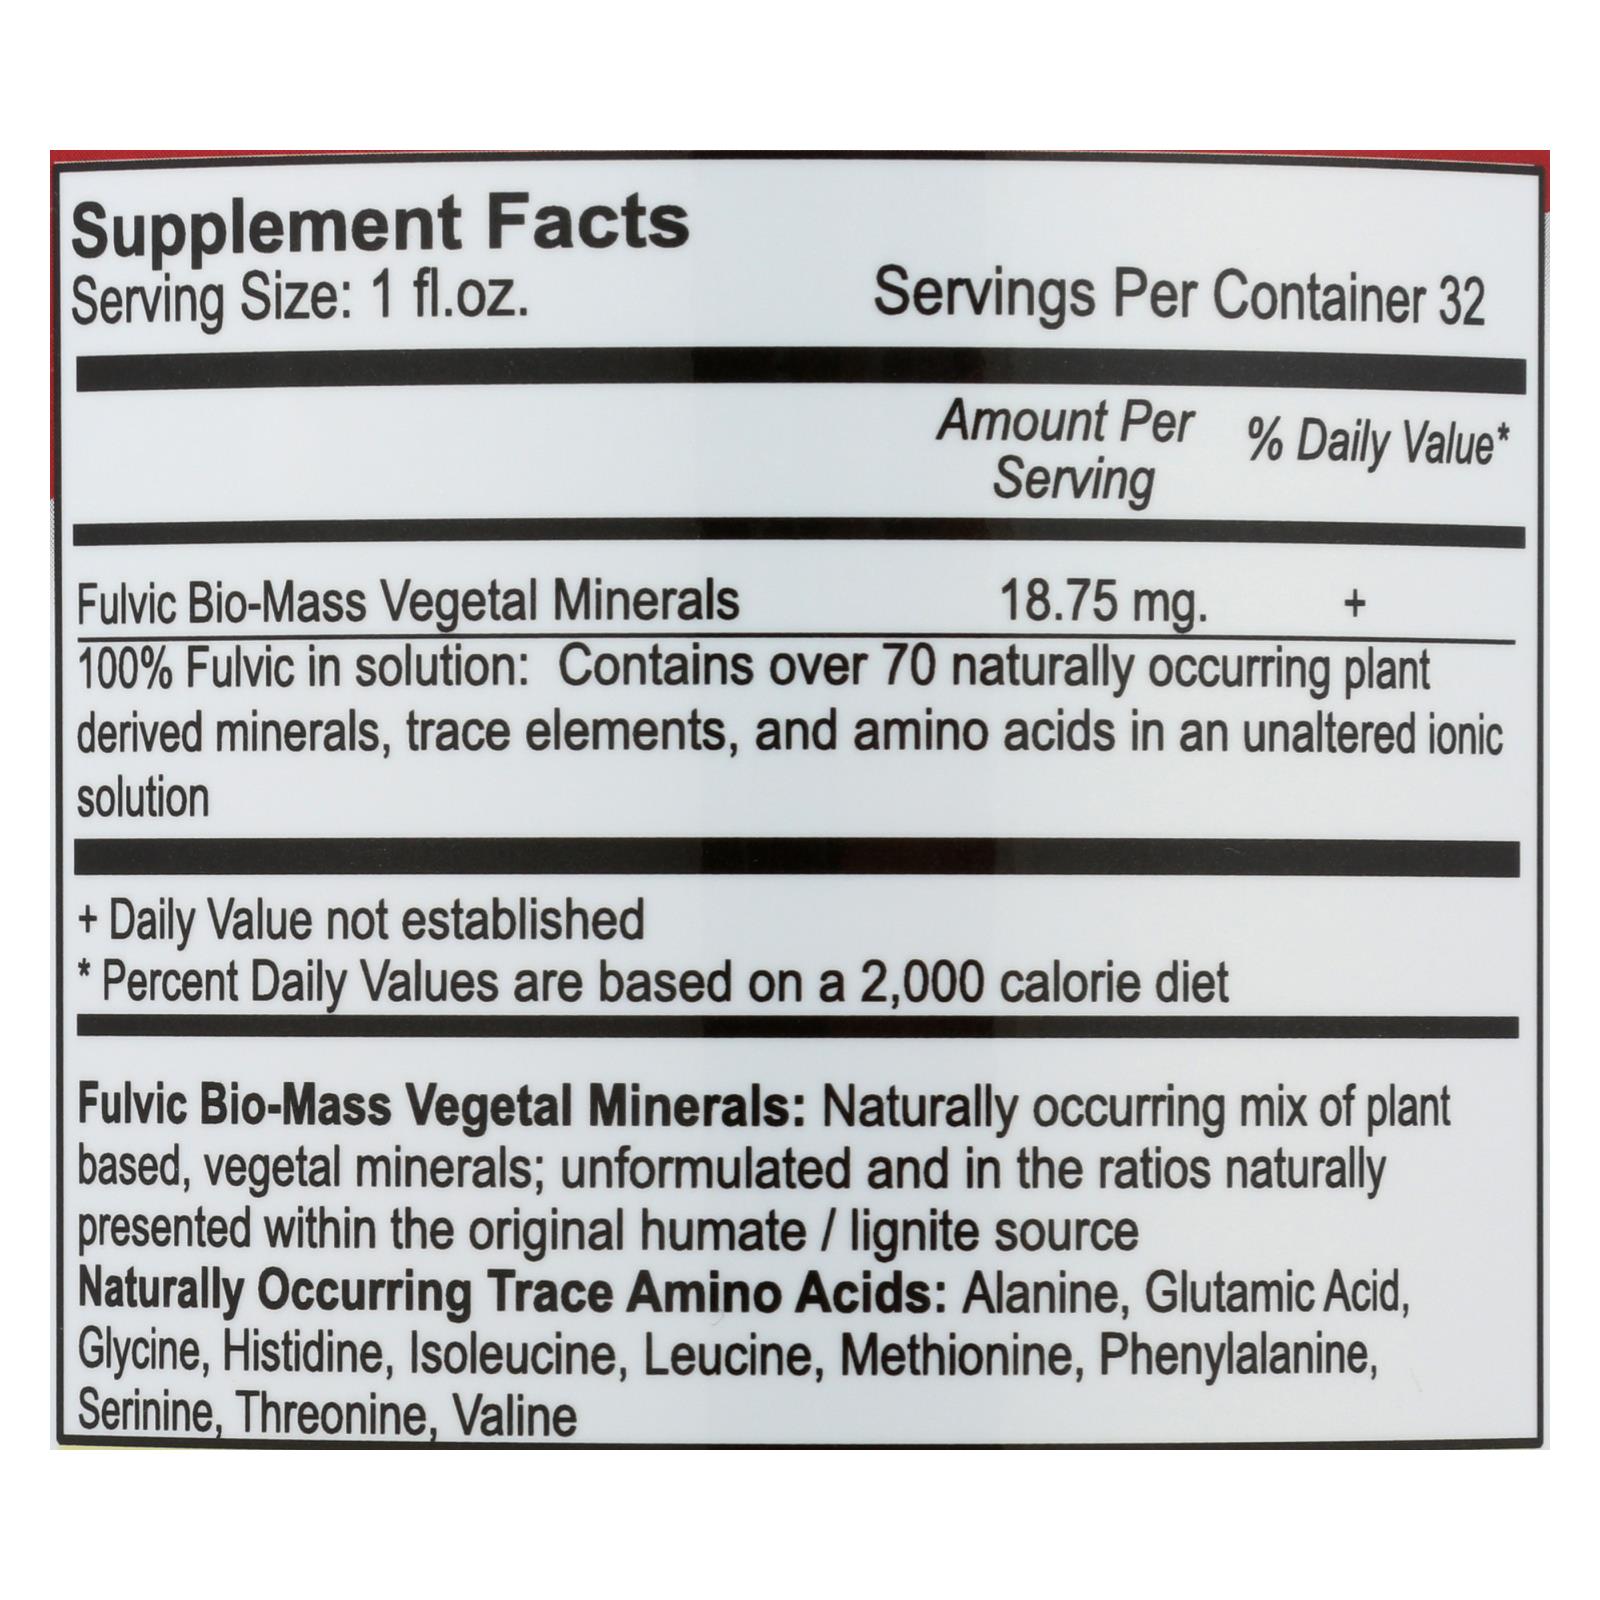 Supplement Facts
Serving Size: 1 fl.oz. Servings Per Container 32
Amount Per
Serving
% Daily Value*
Fulvic Bio-Mass Vegetal Minerals 18.75 mg. +
100% Fulvic in solution: Contains over 70 naturally occurring plant
derived minerals, trace elements, and amino acids in an unaltered ionic
solution
+ Daily Value not established
* Percent Daily Values are based on a 2,000 calorie diet
Fulvic Bio-Mass Vegetal Minerals: Naturally occurring mix of plant
based, vegetal minerals; unformulated and in the ratios naturally
presented within the original humate / lignite source
Naturally Occurring Trace Amino Acids: Alanine, Glutamic Acid,
Glycine, Histidine, Isoleucine, Leucine, Methionine, Phenylalanine,
Serinine, Threonine, Valine